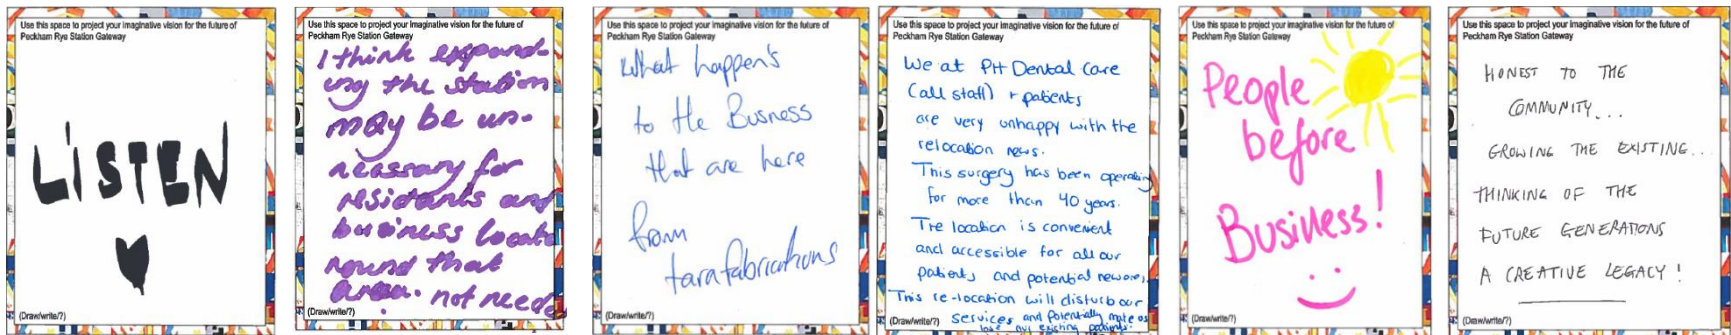 Use this space to project your imaginative vision for the future of
Peckham Rye Station Gateway
LISTEN
(Draw/write/?)
Use this space to project your imaginative vision for the future of
Peckham Rye Station Gateway
I think expand-
ing the station
may be un-
necssary for
residants and
business locate
round that
area. not neede
(Draw/write/?)
Use this space to project your imaginative vision for the future of
Peckham Rye Station Gateway
What happen's
to the Busness
that are here
from
tarafabrications
(Draw/write/?)
Use this space to project your imaginative vision for the future of
Peckham Rye Station Gateway
We at PH Dental Care
(all staff) + patients
are very unhappy with the
relocation news.
This surgery has been operating
for more than 40 years.
The location is convenient
and accessible for all our
patients and potential new
This re-location will disturb our
services and potentially make us
lose our existing patients.
(Draw/write/?)
Use this space to project your imaginative vision for the future of
Peckham Rye Station Gateway
People
before
Business!
(Draw/write/?)
Use this space to project your imaginative vision for the future of
Peckham Rye Station Gateway
HONEST TO THE
COMMUNITY...
GROWING THE EXISTING...
THINKING OF THE
FUTURE GENERATIONS
A CREATIVE LEGACY!
(Draw/write/?)